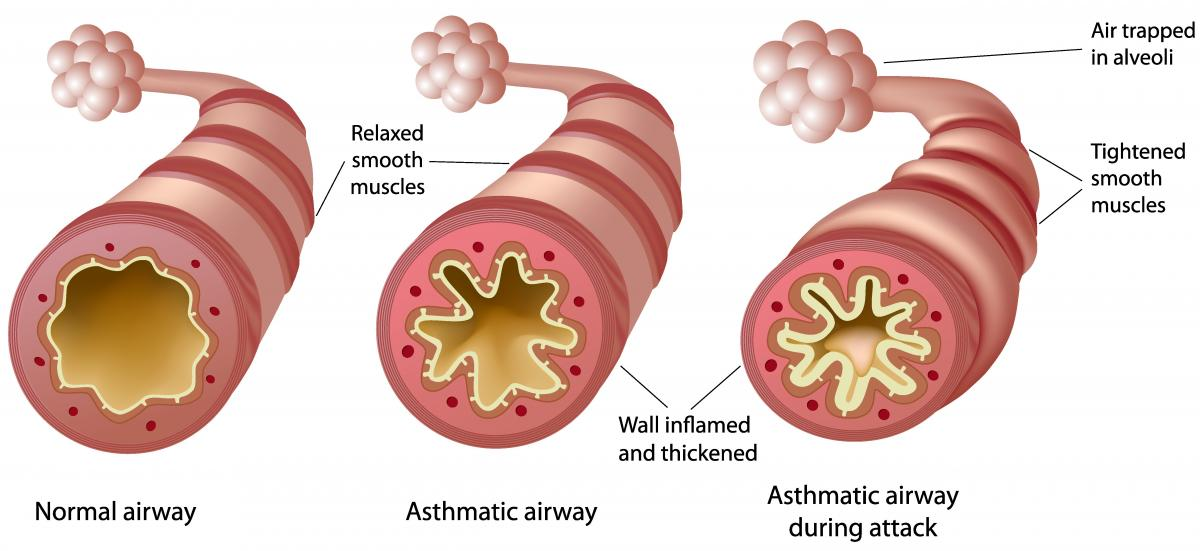 Air trapped
in alveoli
Relaxed
smooth
muscles
Tightened
smooth
muscles
Wall inflamed
and thickened
Normal airway
Asthmatic airway
Asthmatic airway
during attack